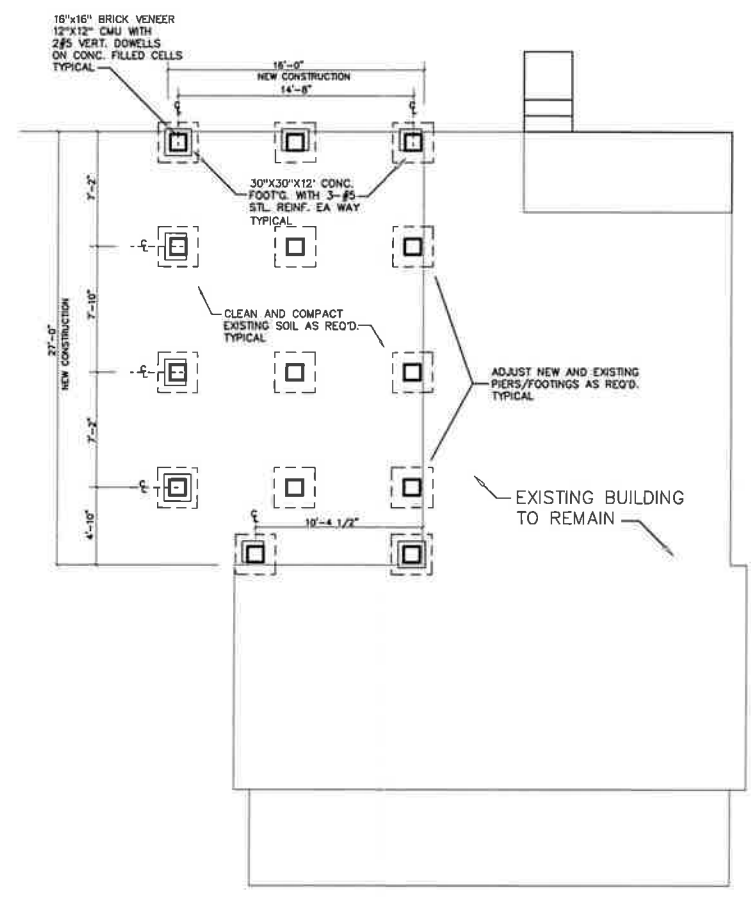 16"x16" BRICK VENEER
12"X12" CMU WITH
2#5 VERT. DOWELLS
ON CONC. FILLED CELLS
TYPICAL
16'-0"
NEW CONSTRUCTION
14'-8"
30"X30"X12' CONC.
FOOT'G. WITH 3-#5
STL. REINF. EA WAY
TYPICAL
7'-2"
7'-10"
27'-0"
NEW CONSTRUCTION
CLEAN AND COMPACT
EXISTING SOIL AS REQ'D.
TYPICAL
ADJUST NEW AND EXISTING
PIERS/FOOTINGS AS REQ'D.
TYPICAL
7'-2"
EXISTING BUILDING
TO REMAIN
10'-4 1/2"
4'-10"